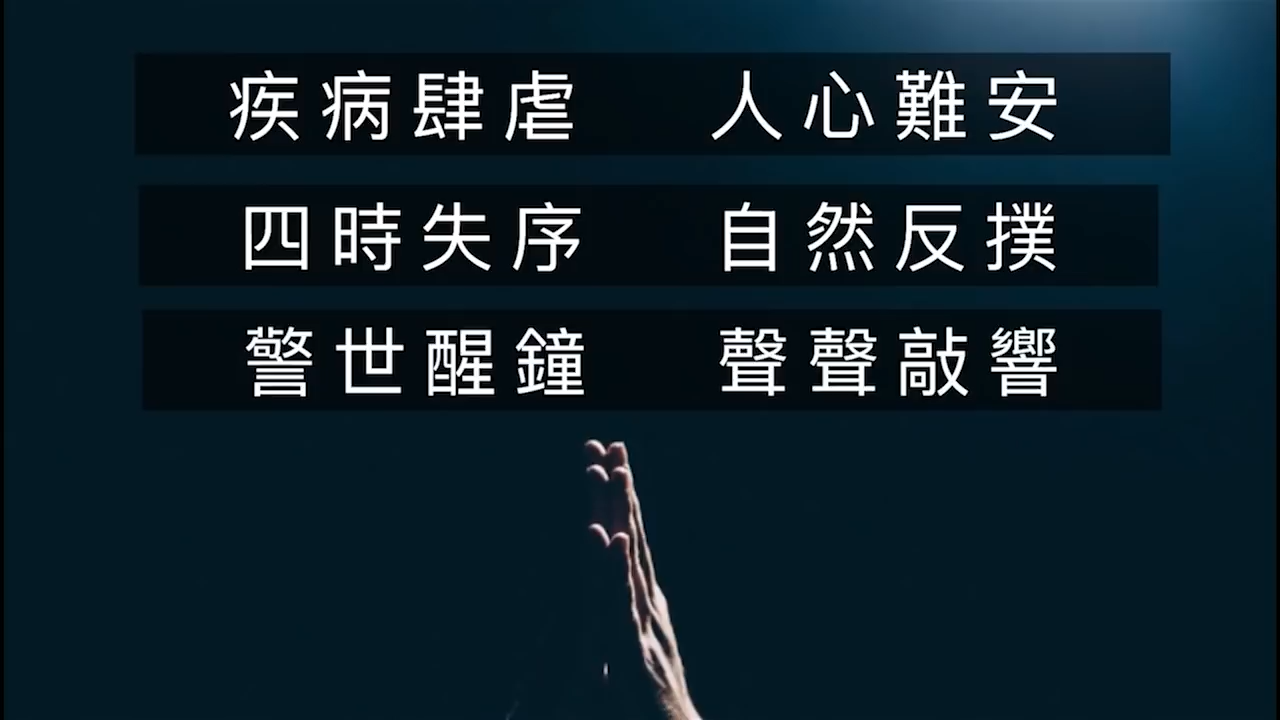 疾病肆虐　人心難安
四時失序　自然反撲
警世醒鐘　聲聲敲響